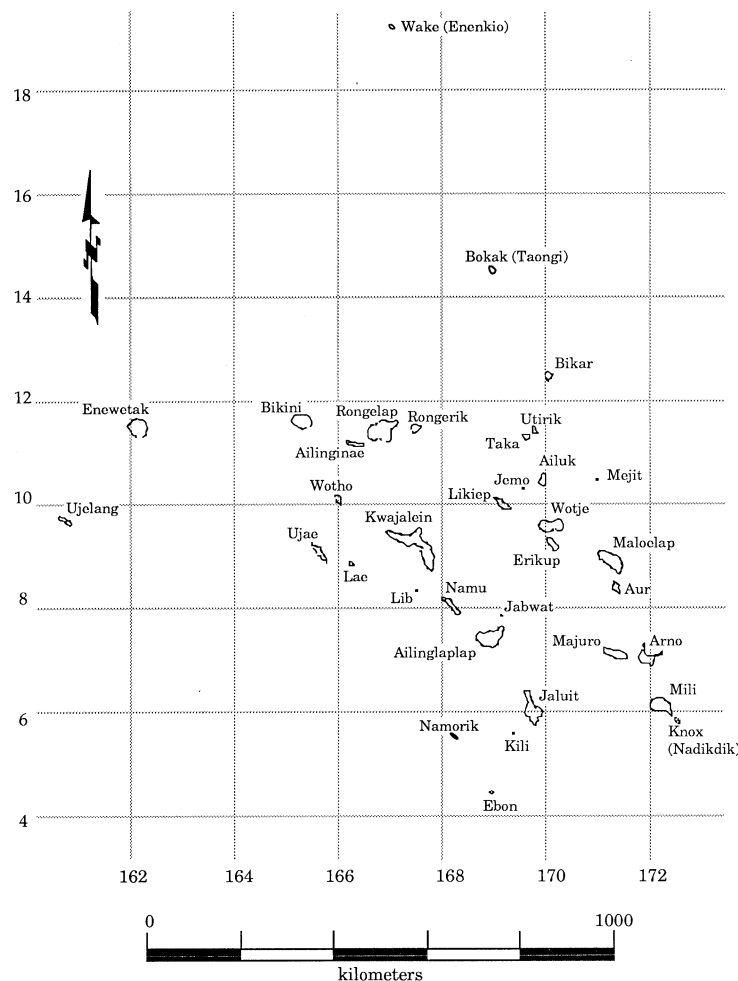 Wake (Enenkio)
18
16
Bokak (Taongi)
14
Bikar
12
Enewetak
Bikini
Rongelap
Rongerik
Utirik
Taka
Ailinginae
Ailuk
Mejit
Jemo
Wotho
Likiep
10
Ujelang
Kwajalein
Wotje
Ujae
Erikup
Maloelap
Lae
Lib
Namu
Aur
8
Jabwat
Ailinglaplap
Majuro
Arno
Jaluit
Mili
6
Namorik
Kili
Knox
(Nadikdik)
Ebon
4
162 164 166 168 170 172
0 1000
kilometers